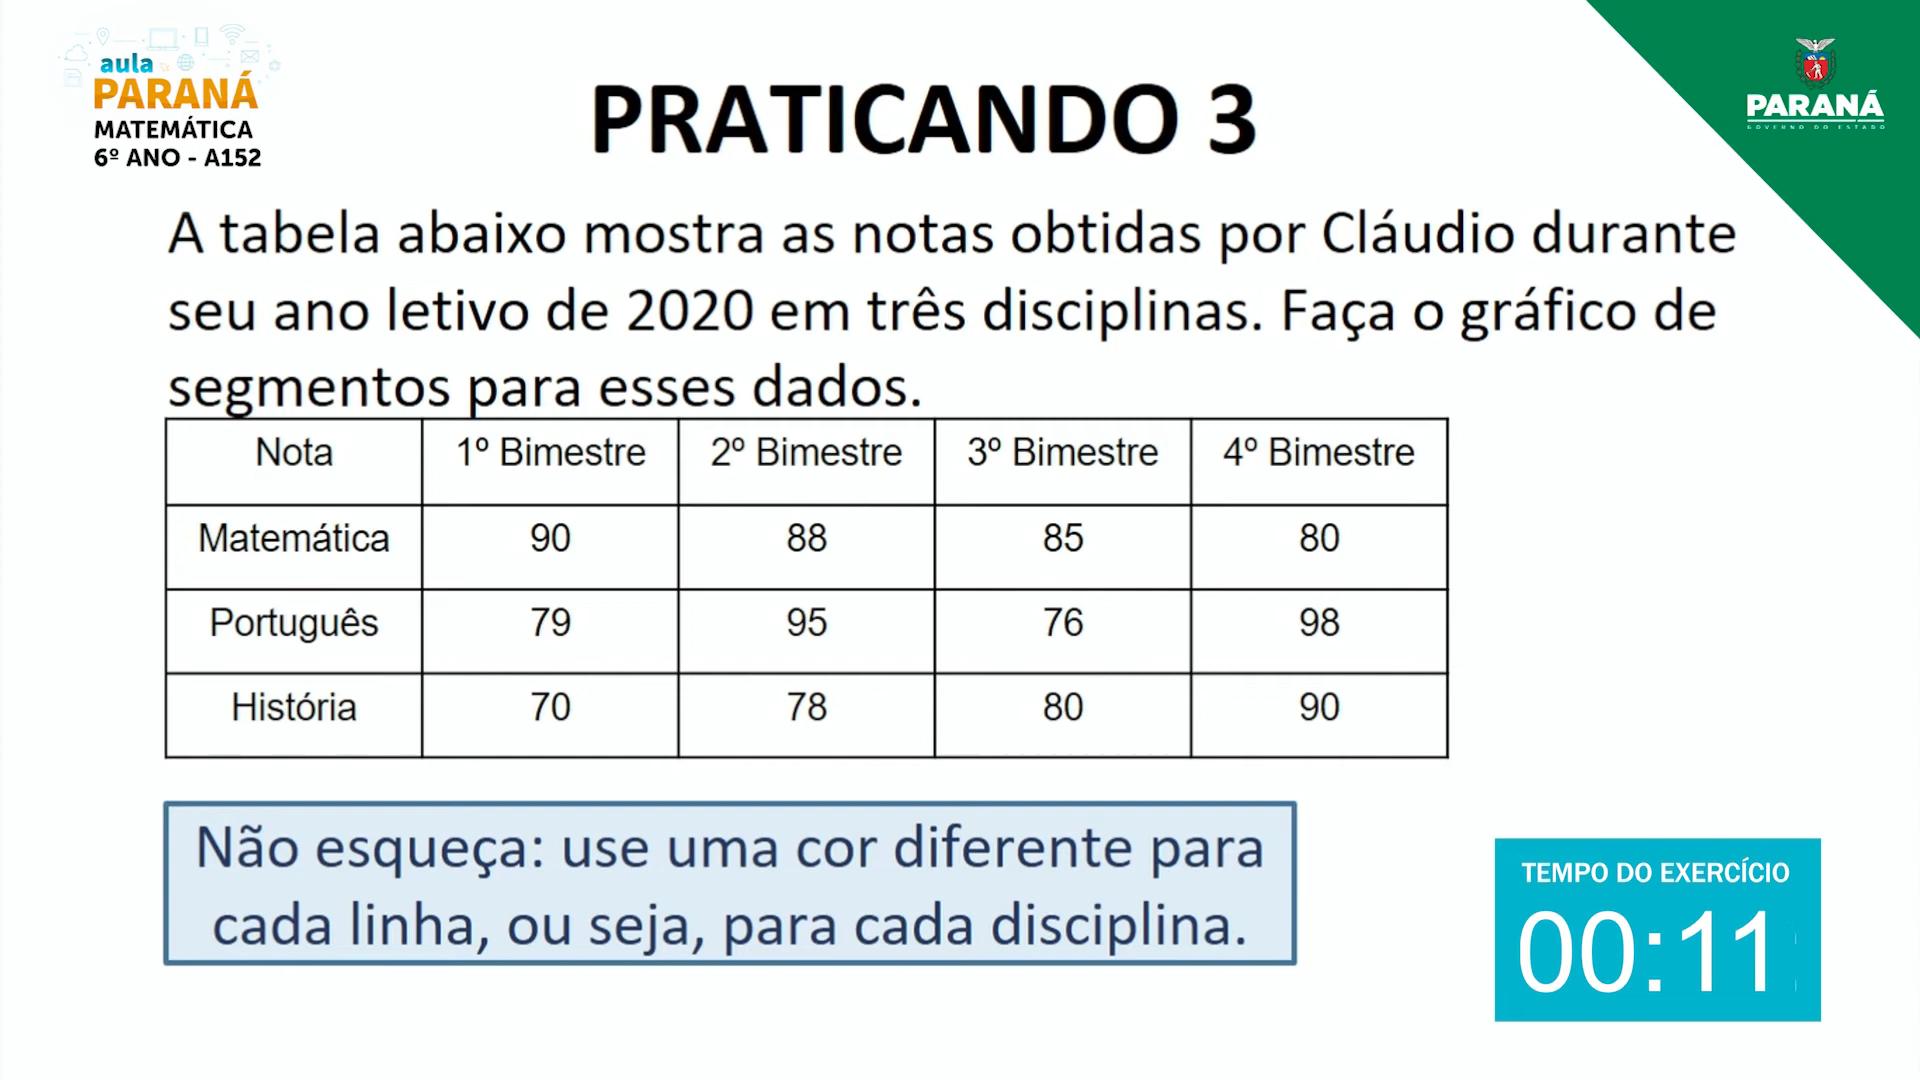 aula
PARANÁ
MATEMÁTICA
6º ANO - A152
PRATICANDO 3
PARANÁ
GOVERNO DO ESTADO
A tabela abaixo mostra as notas obtidas por Cláudio durante
seu ano letivo de 2020 em três disciplinas. Faça o gráfico de
segmentos para esses dados.
Nota 1º Bimestre 2º Bimestre 3º Bimestre 4º Bimestre
Matemática 90 88 85 80
Português 79 95 76 98
História 70 78 80 90
Não esqueça: use uma cor diferente para
cada linha, ou seja, para cada disciplina.
TEMPO DO EXERCÍCIO
00:11